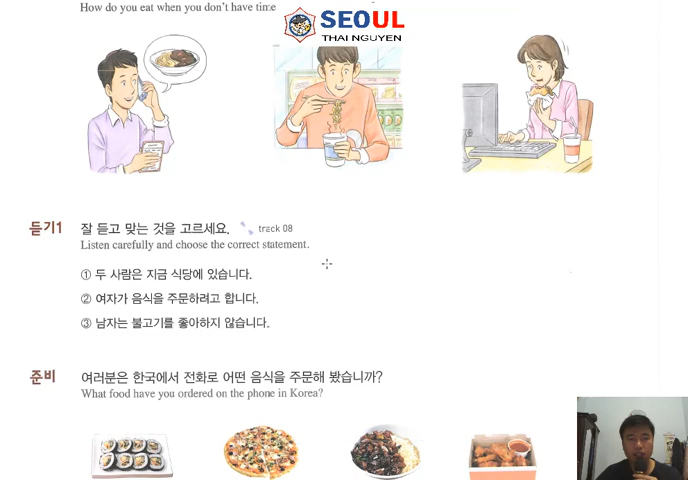 How do you eat when you don't have time
SEOUL
THAI NGUYEN
듣기1 잘 듣고 맞는 것을 고르세요. track 08
Listen carefully and choose the correct statement.
① 두 사람은 지금 식당에 있습니다.
② 여자가 음식을 주문하려고 합니다.
③ 남자는 불고기를 좋아하지 않습니다.
준비 여러분은 한국에서 전화로 어떤 음식을 주문해 봤습니까?
What food have you ordered on the phone in Korea?